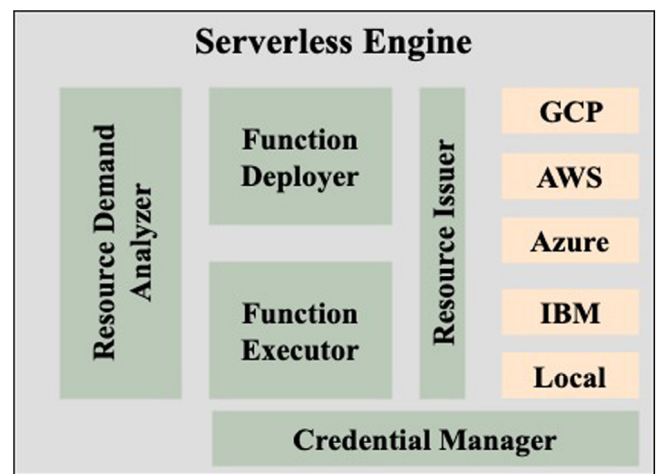 Serverless Engine
Resource Demand
Analyzer
Function
Deployer
Function
Executor
Resource Issuer
GCP
AWS
Azure
IBM
Local
Credential Manager